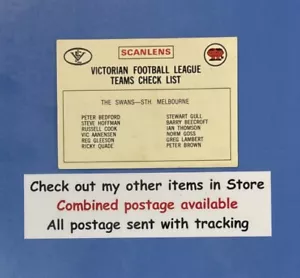 SCANLENS
VICTORIAN FOOTBALL LEAGUE
TEAMS CHECK LIST
THE SWANS—STH. MELBOURNE
PETER BEDFORD
STEVE HOFFMAN
RUSSELL COOK
VIC AANENSEN
REG GLEESON
RICKY QUADE
STEWART GULL
BARRY BEECROFT
IAN THOMSON
NORM GOSS
GREG LAMBERT
PETER BROWN
Check out my other items in Store
Combined postage available
All postage sent with tracking